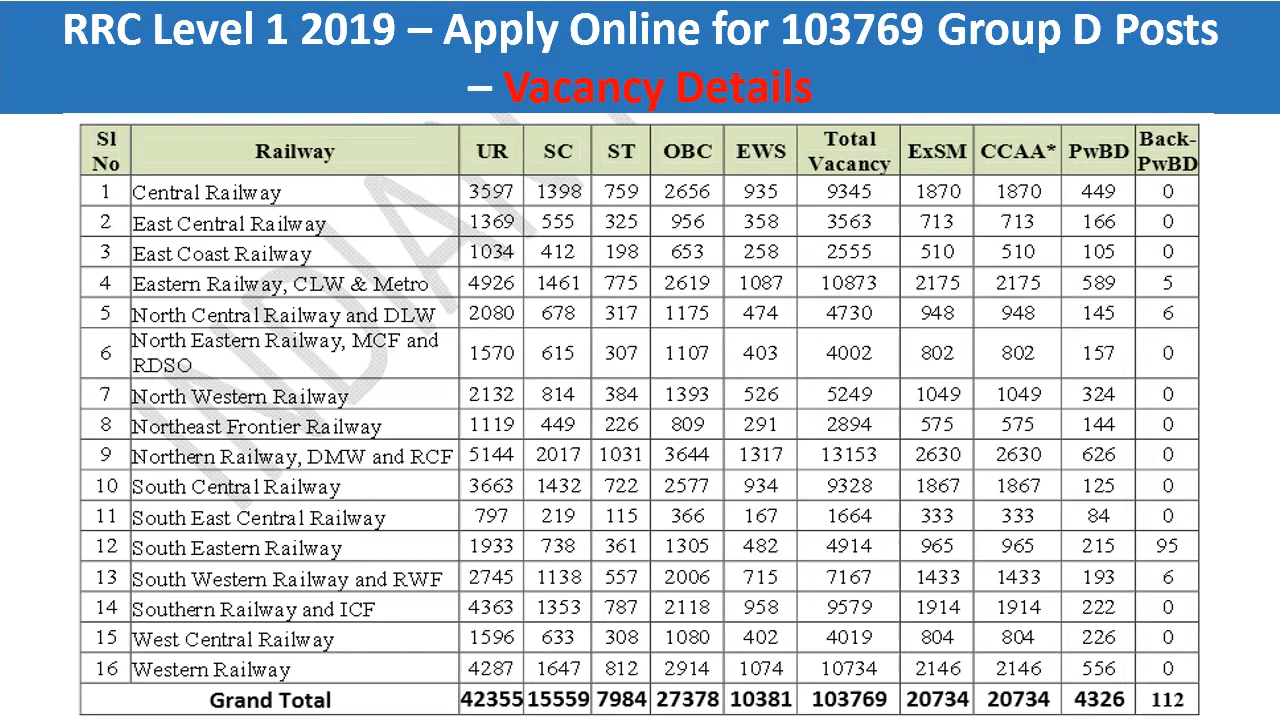 RRC Level 1 2019 – Apply Online for 103769 Group D Posts
– Vacancy Details
Sl No Railway UR SC ST OBC EWS Total Vacancy ExSM CCAA* PwBD Back-PwBD
1 Central Railway 3597 1398 759 2656 935 9345 1870 1870 449 0
2 East Central Railway 1369 555 325 956 358 3563 713 713 166 0
3 East Coast Railway 1034 412 198 653 258 2555 510 510 105 0
4 Eastern Railway, CLW & Metro 4926 1461 775 2619 1087 10873 2175 2175 589 5
5 North Central Railway and DLW 2080 678 317 1175 474 4730 948 948 145 6
6 North Eastern Railway, MCF and RDSO 1570 615 307 1107 403 4002 802 802 157 0
7 North Western Railway 2132 814 384 1393 526 5249 1049 1049 324 0
8 Northeast Frontier Railway 1119 449 226 809 291 2894 575 575 144 0
9 Northern Railway, DMW and RCF 5144 2017 1031 3644 1317 13153 2630 2630 626 0
10 South Central Railway 3663 1432 722 2577 934 9328 1867 1867 125 0
11 South East Central Railway 797 219 115 366 167 1664 333 333 84 0
12 South Eastern Railway 1933 738 361 1305 482 4914 965 965 215 95
13 South Western Railway and RWF 2745 1138 557 2006 715 7167 1433 1433 193 6
14 Southern Railway and ICF 4363 1353 787 2118 958 9579 1914 1914 222 0
15 West Central Railway 1596 633 308 1080 402 4019 804 804 226 0
16 Western Railway 4287 1647 812 2914 1074 10734 2146 2146 556 0
Grand Total 42355 15559 7984 27378 10381 103769 20734 20734 4326 112
INDIAN